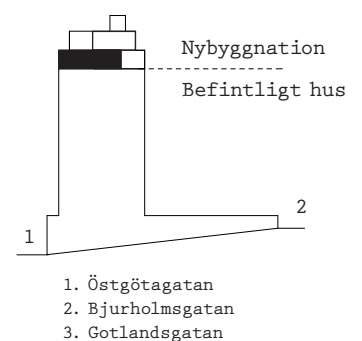 Nybyggnation
Befintligt hus
2
1
1. Östgötagatan
2. Bjurholmsgatan
3. Gotlandsgatan